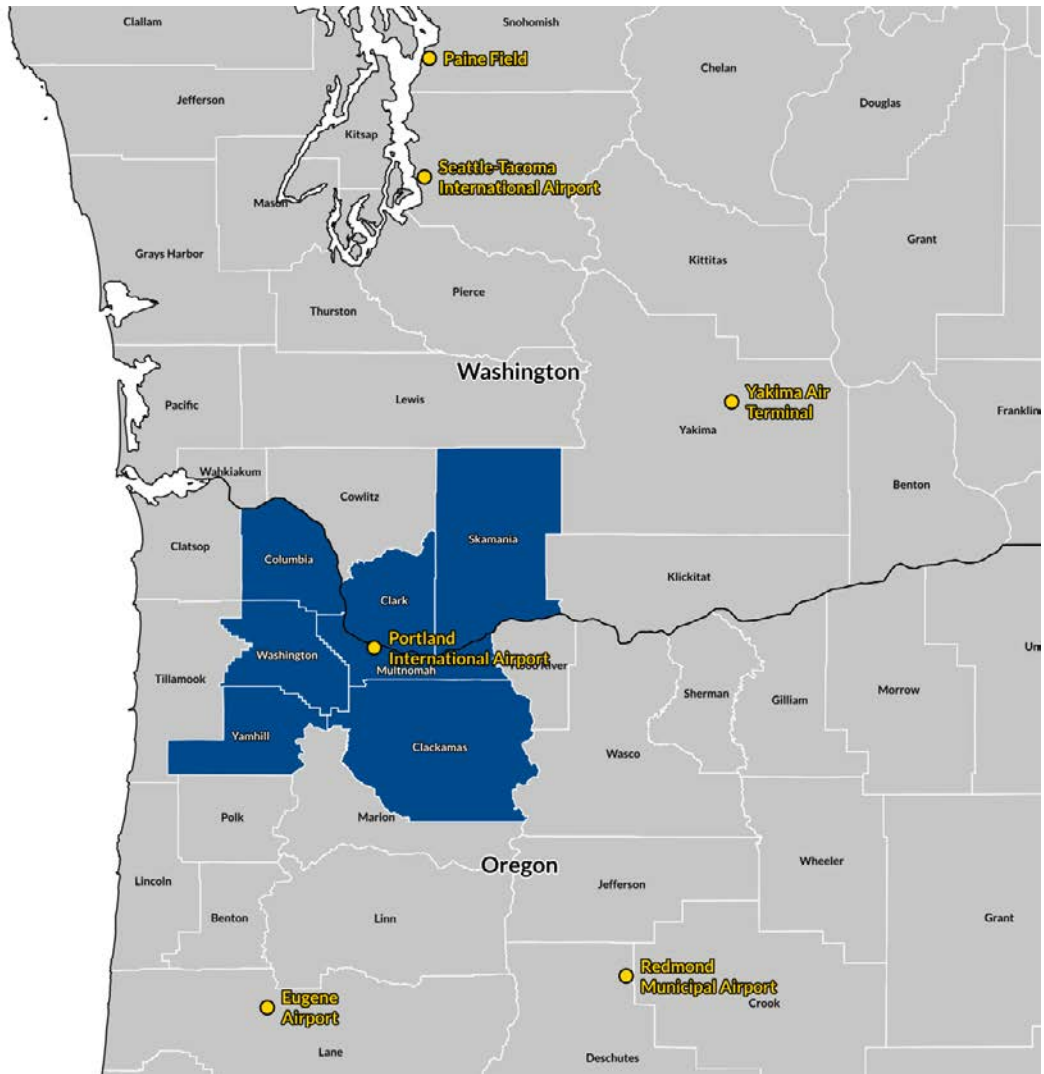 Clallam
Snohomish
Paine Field
Chelan
Jefferson
Douglas
Kitsap
Seattle-Tacoma
International Airport
Mason
Grant
Grays Harbor
Kittitas
Pierce
Thurston
Washington
Lewis
Yakima Air
Terminal
Pacific
Franklin
Yakima
Wahkiakum
Benton
Cowlitz
Skamania
Clatsop
Columbia
Klickitat
Clark
Portland
International Airport
Washington
Multnomah
Hood River
Tillamook
Sherman
Gilliam
Morrow
Yamhill
Clackamas
Wasco
Polk
Marion
Oregon
Wheeler
Lincoln
Jefferson
Benton
Linn
Grant
Redmond
Municipal Airport
Eugene
Airport
Crook
Lane
Deschutes